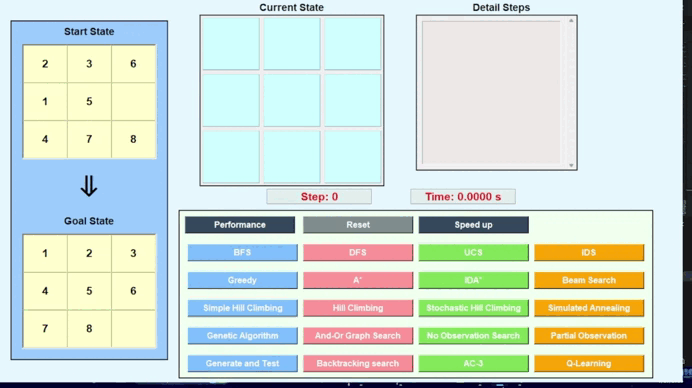 Current State
Detail Steps
Start State
2 3 6
1 5
4 7 8
⇓
Goal State
1 2 3
4 5 6
7 8
Step: 0
Time: 0.0000 s
Performance
Reset
Speed up
BFS
DFS
UCS
IDS
Greedy
A*
IDA*
Beam Search
Simple Hill Climbing
Hill Climbing
Stochastic Hill Climbing
Simulated Annealing
Genetic Algorithm
And-Or Graph Search
No Observation Search
Partial Observation
Generate and Test
Backtracking search
AC-3
Q-Learning